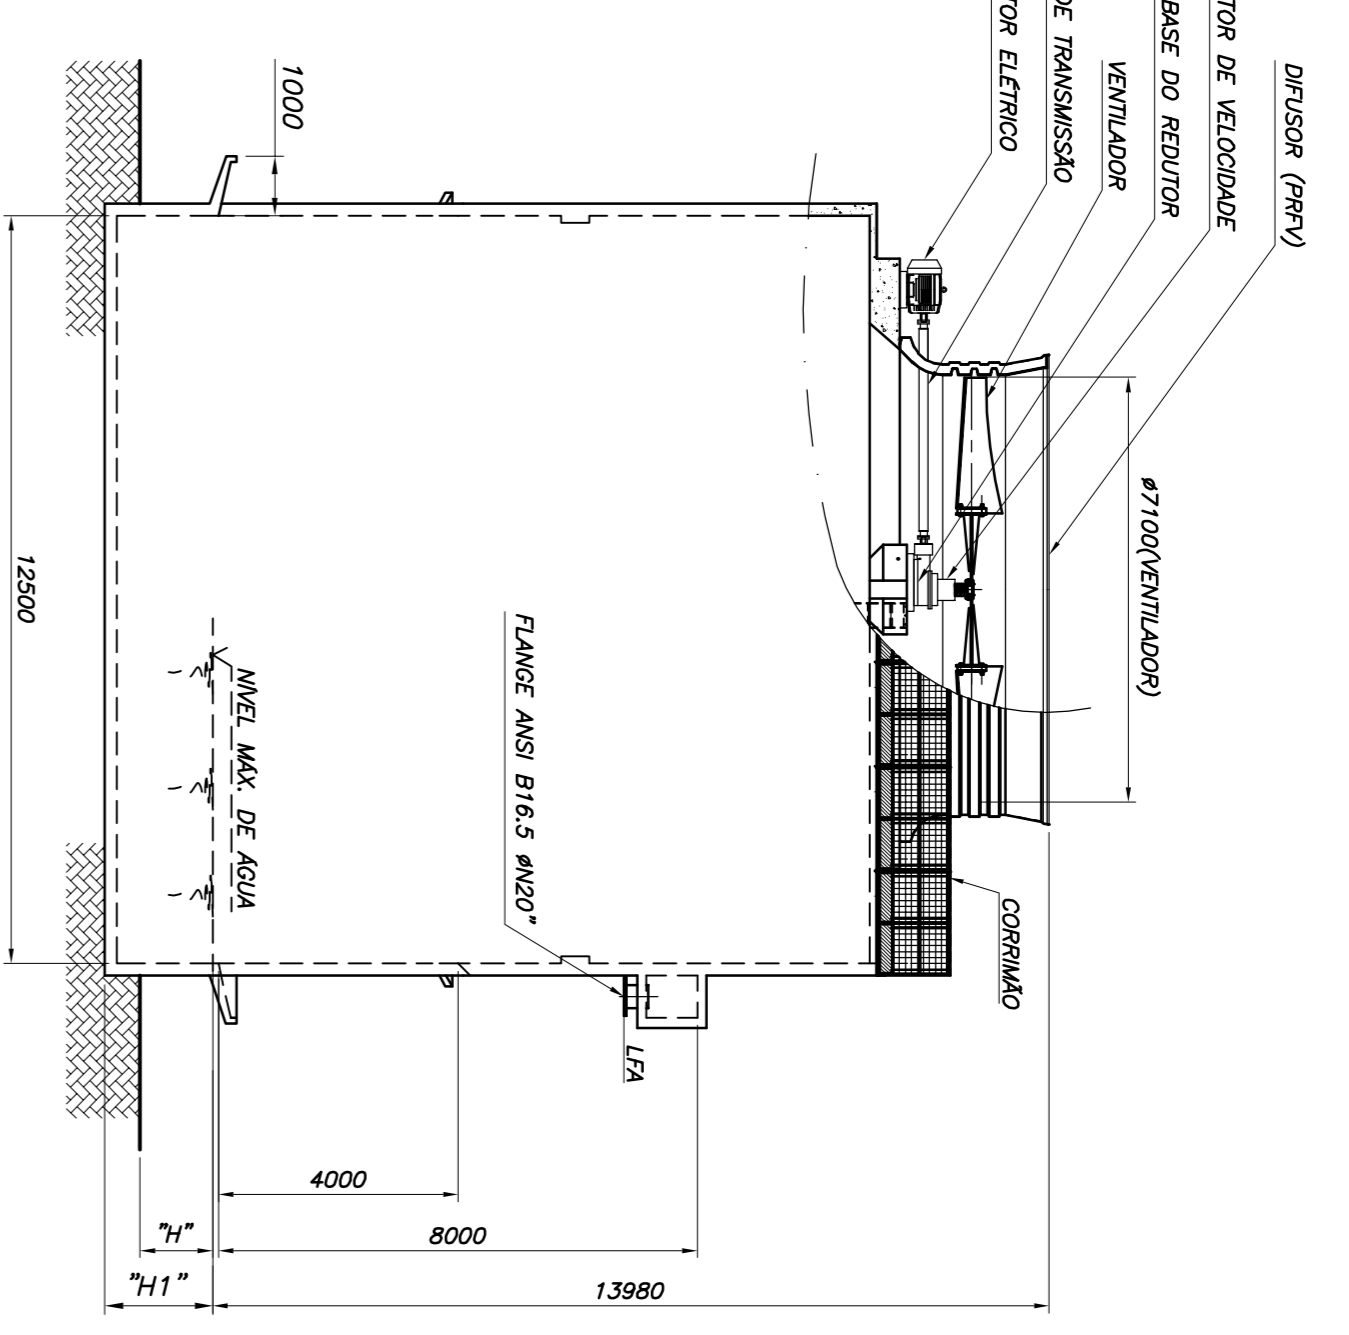 DIFUSOR (PRFV)
TOR DE VELOCIDADE
BASE DO REDUTOR
VENTILADOR
DE TRANSMISSÃO
TOR ELÉTRICO
1000
ø7100(VENTILADOR)
CORRIMÃO
FLANGE ANSI B16.5 øN20"
LFA
NÍVEL MÁX. DE ÁGUA
12500
4000
"H"
8000
"H1"
13980